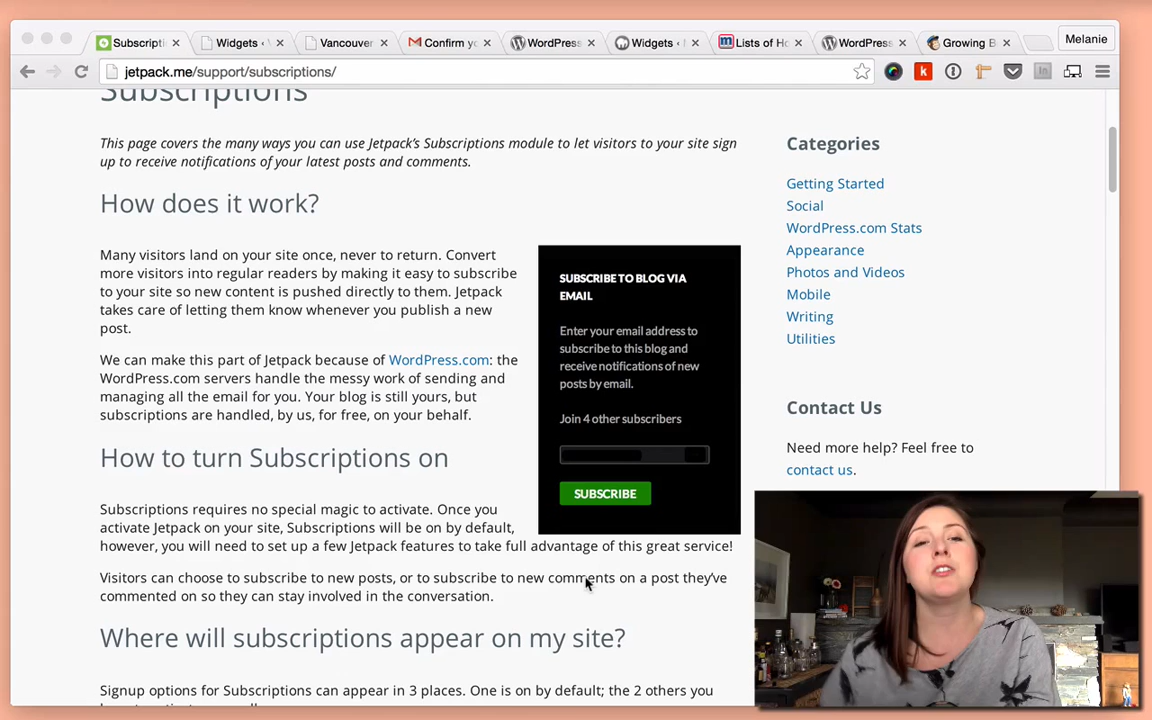 Subscripti
Widgets ‹
Vancouver
Confirm y
WordPress
Widgets ‹
Lists of Ho
WordPress
Growing B
Melanie
jetpack.me/support/subscriptions/
Subscriptions
This page covers the many ways you can use Jetpack's Subscriptions module to let visitors to your site sign
up to receive notifications of your latest posts and comments.
How does it work?
Many visitors land on your site once, never to return. Convert
more visitors into regular readers by making it easy to subscribe
to your site so new content is pushed directly to them. Jetpack
takes care of letting them know whenever you publish a new
post.
We can make this part of Jetpack because of WordPress.com: the
WordPress.com servers handle the messy work of sending and
managing all the email for you. Your blog is still yours, but
subscriptions are handled, by us, for free, on your behalf.
SUBSCRIBE TO BLOG VIA
EMAIL
Enter your email address to
subscribe to this blog and
receive notifications of new
posts by email.
Join 4 other subscribers
SUBSCRIBE
How to turn Subscriptions on
Subscriptions requires no special magic to activate. Once you
activate Jetpack on your site, Subscriptions will be on by default,
however, you will need to set up a few Jetpack features to take full advantage of this great service!
Visitors can choose to subscribe to new posts, or to subscribe to new comments on a post they've
commented on so they can stay involved in the conversation.
Where will subscriptions appear on my site?
Signup options for Subscriptions can appear in 3 places. One is on by default; the 2 others you
Categories
Getting Started
Social
WordPress.com Stats
Appearance
Photos and Videos
Mobile
Writing
Utilities
Contact Us
Need more help? Feel free to
contact us.